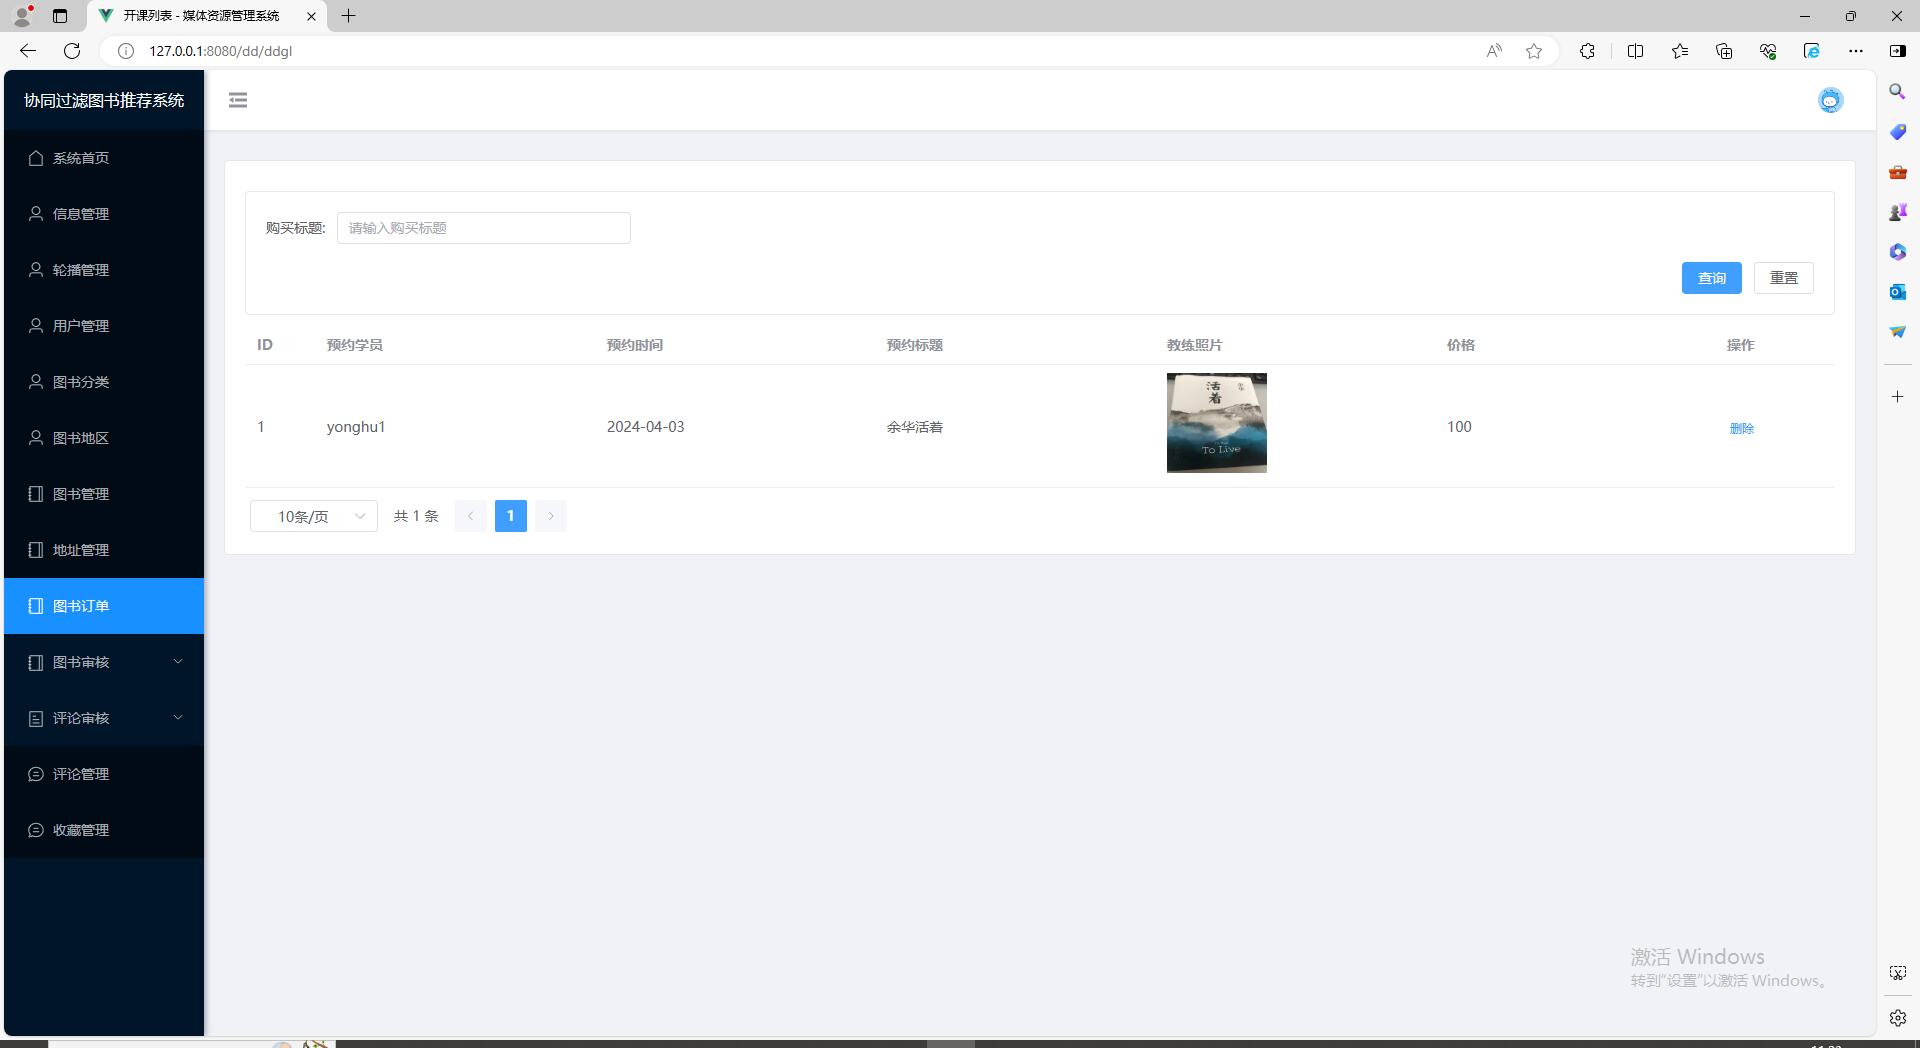 开课列表 - 媒体资源管理系统
127.0.0.1:8080/dd/ddgl
协同过滤图书推荐系统
系统首页
信息管理
轮播管理
用户管理
图书分类
图书地区
图书管理
地址管理
图书订单
图书审核
评论审核
评论管理
收藏管理
购买标题: 请输入购买标题
查询 重置
ID 预约学员 预约时间 预约标题 教练照片 价格 操作
1 yonghu1 2024-04-03 余华活着 100 删除
活着
To Live
10条/页 共 1 条 1
激活 Windows
转到“设置”以激活 Windows。